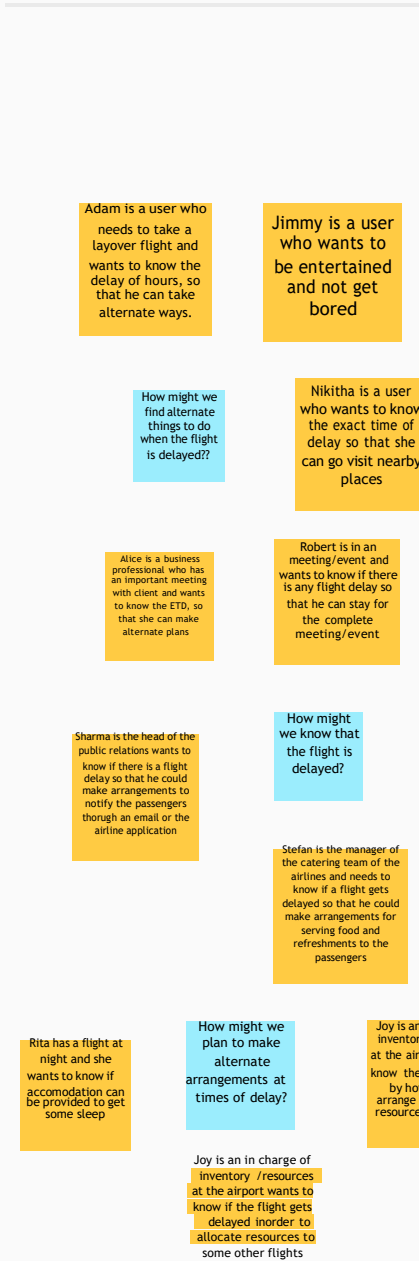 Adam is a user who
needs to take a
layover flight and
wants to know the
delay of hours, so
that he can take
alternate ways.
Jimmy is a user
who wants to
be entertained
and not get
bored
How might we
find alternate
things to do
when the flight
is delayed??
Nikitha is a user
who wants to know
the exact time of
delay so that she
can go visit nearby
places
Alice is a business
professional who has
an important meeting
with client and wants
to know the ETD, so
that she can make
alternate plans
Robert is in an
meeting/event and
wants to know if there
is any flight delay so
that he can stay for
the complete
meeting/event
Sharma is the head of the
public relations wants to
know if there is a flight
delay so that he could
make arrangements to
notify the passengers
thorugh an email or the
airline application
How might
we know that
the flight is
delayed?
Stefan is the manager of
the catering team of the
airlines and needs to
know if a flight gets
delayed so that he could
make arrangements for
serving food and
refreshments to the
passengers
Rita has a flight at
night and she
wants to know if
accomodation can
be provided to get
some sleep
How might we
plan to make
alternate
arrangements at
times of delay?
Joy is an
inventor
at the air
know the
by ho
arrange
resource
Joy is an in charge of
inventory /resources
at the airport wants to
know if the flight gets
delayed inorder to
allocate resources to
some other flights